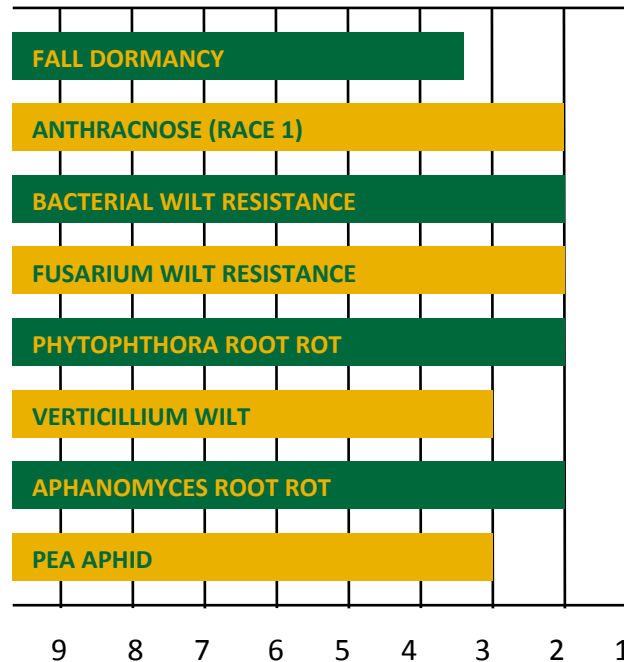 FALL DORMANCY
ANTHRACNOSE (RACE 1)
BACTERIAL WILT RESISTANCE
FUSARIUM WILT RESISTANCE
PHYTOPHTHORA ROOT ROT
VERTICILLIUM WILT
APHANOMYCES ROOT ROT
PEA APHID
9 8 7 6 5 4 3 2 1